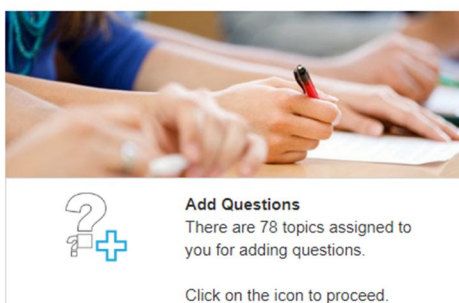 Add Questions
There are 78 topics assigned to
you for adding questions.
Click on the icon to proceed.